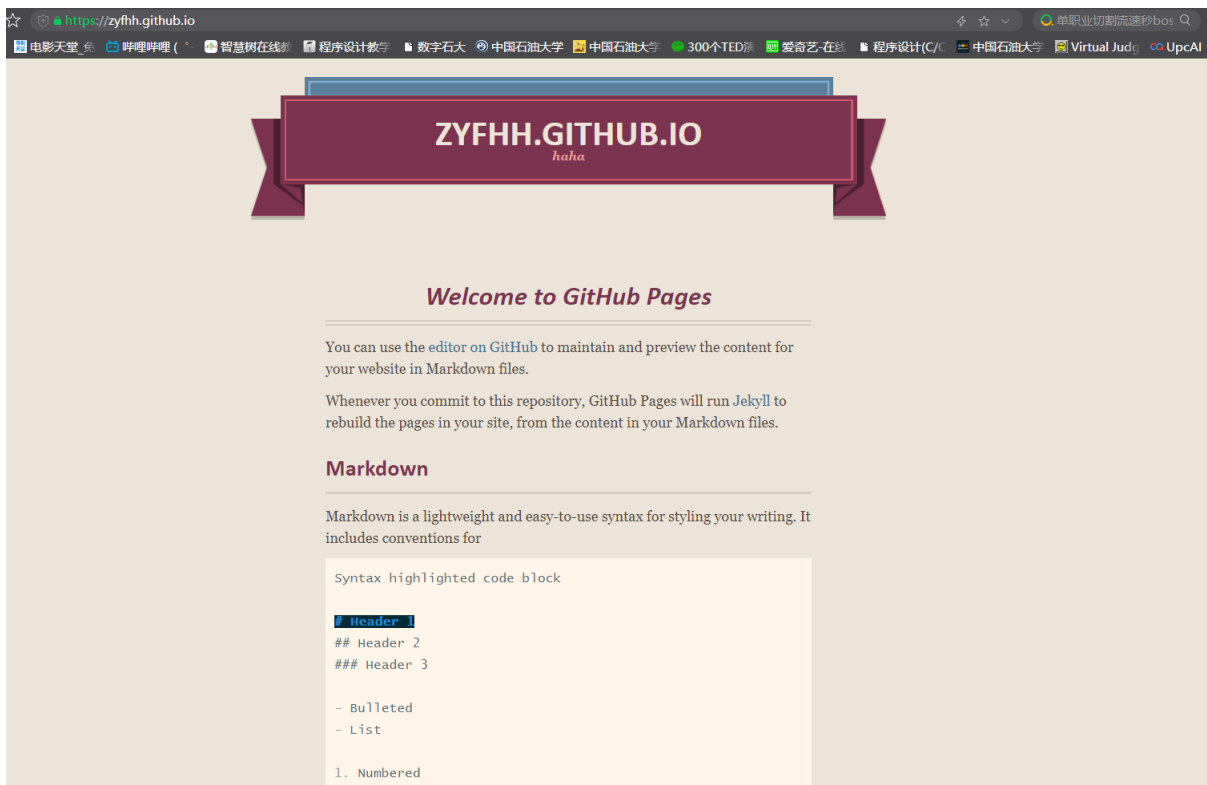 https://zyfhh.github.io
单职业切割流速秒bos
电影天堂_免 哔哩哔哩 ( ゜- 智慧树在线教 程序设计教学 数字石大 中国石油大学 中国石油大学 300个TED演 爱奇艺-在线 程序设计(C/C 中国石油大学 Virtual Judg UpcAI
ZYFHH.GITHUB.IO
haha
Welcome to GitHub Pages
You can use the editor on GitHub to maintain and preview the content for
your website in Markdown files.
Whenever you commit to this repository, GitHub Pages will run Jekyll to
rebuild the pages in your site, from the content in your Markdown files.
Markdown
Markdown is a lightweight and easy-to-use syntax for styling your writing. It
includes conventions for
Syntax highlighted code block
# Header 1
## Header 2
### Header 3
- Bulleted
- List
1. Numbered